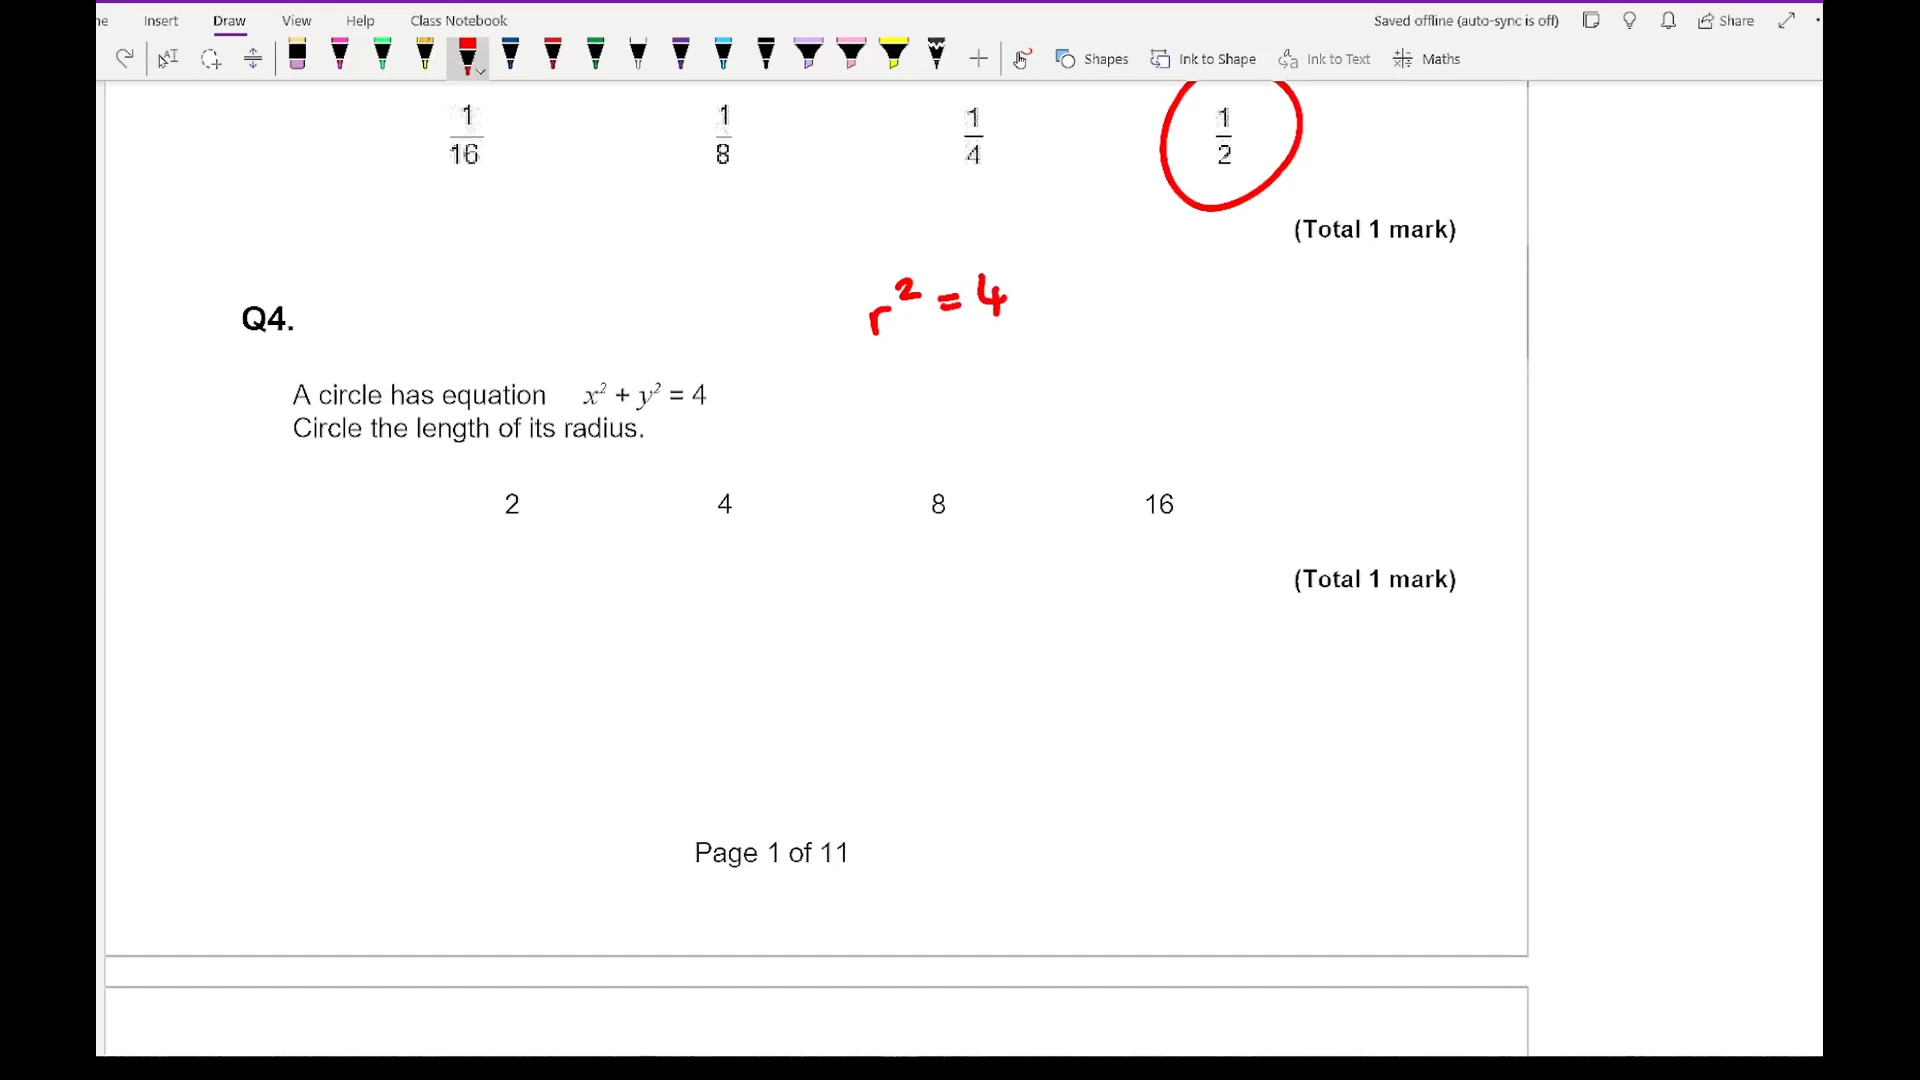 Insert Draw View Help Class Notebook Saved offline (auto-sync is off) Share
Shapes Ink to Shape Ink to Text Maths
1/16 1/8 1/4 1/2
(Total 1 mark)
r² = 4
Q4.
A circle has equation x² + y² = 4
Circle the length of its radius.
2 4 8 16
(Total 1 mark)
Page 1 of 11